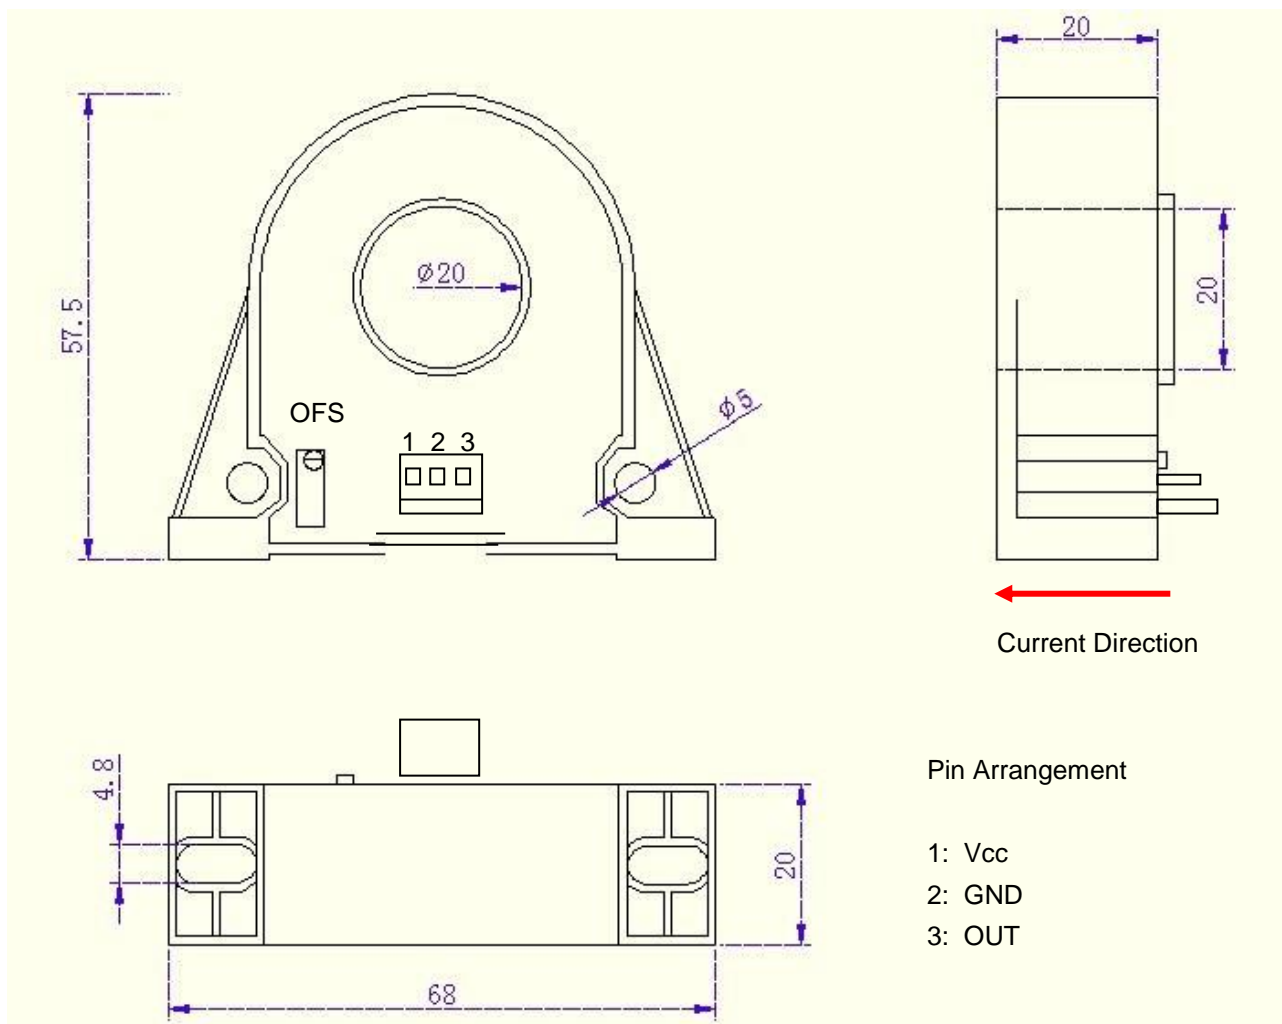 20
57.5
Ø20
20
OFS
Ø5
1 2 3
Current Direction
4.8
20
68
Pin Arrangement
1: Vcc
2: GND
3: OUT